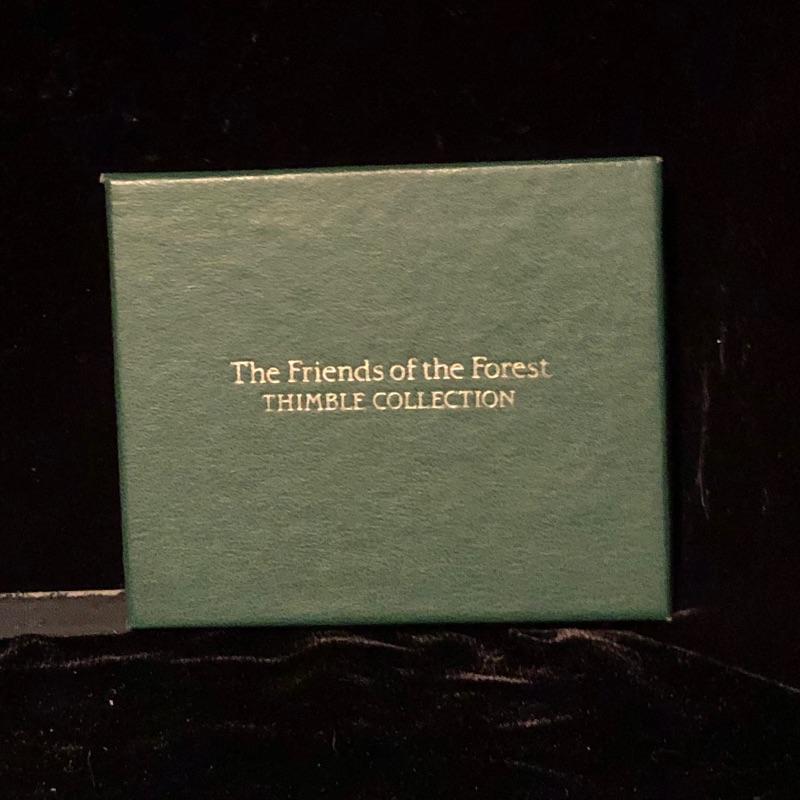 The Friends of the Forest
THIMBLE COLLECTION